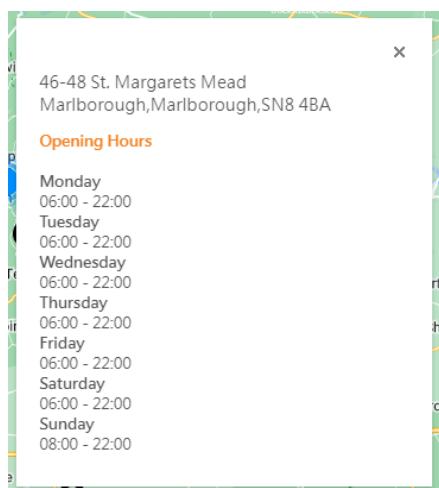 ×
46-48 St. Margarets Mead
Marlborough,Marlborough,SN8 4BA
Opening Hours
Monday
06:00 - 22:00
Tuesday
06:00 - 22:00
Wednesday
06:00 - 22:00
Thursday
06:00 - 22:00
Friday
06:00 - 22:00
Saturday
06:00 - 22:00
Sunday
08:00 - 22:00